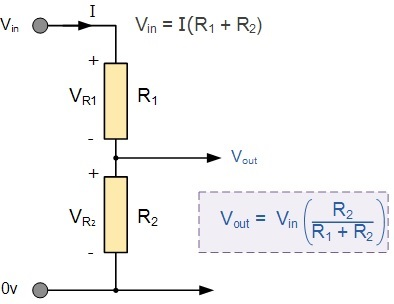 I
Vin
Vin = I(R1 + R2)
+
VR1 R1
-
Vout
+
VR2 R2
-
Vout = Vin (R2 / R1 + R2)
0v